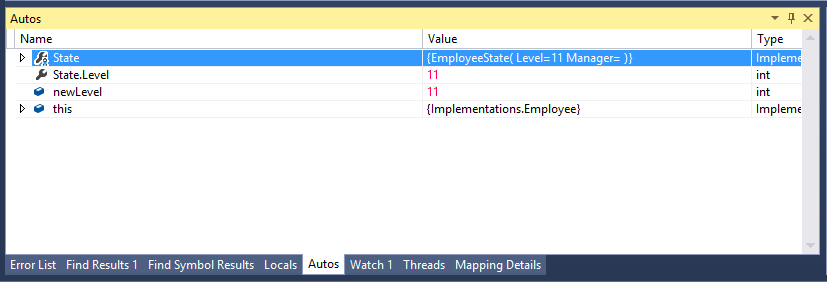 Autos
Name Value Type
State {EmployeeState( Level=11 Manager= )} Impleme
State.Level 11 int
newLevel 11 int
this {Implementations.Employee} Impleme
Error List Find Results 1 Find Symbol Results Locals Autos Watch 1 Threads Mapping Details